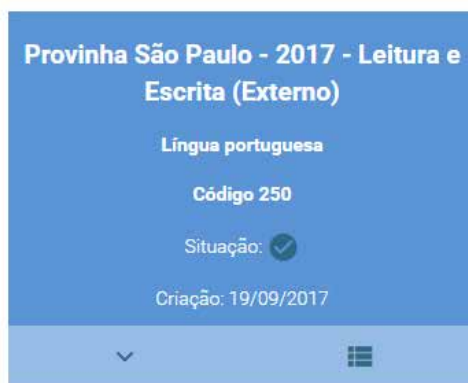 Provinha São Paulo - 2017 - Leitura e
Escrita (Externo)
Língua portuguesa
Código 250
Situação:
Criação: 19/09/2017